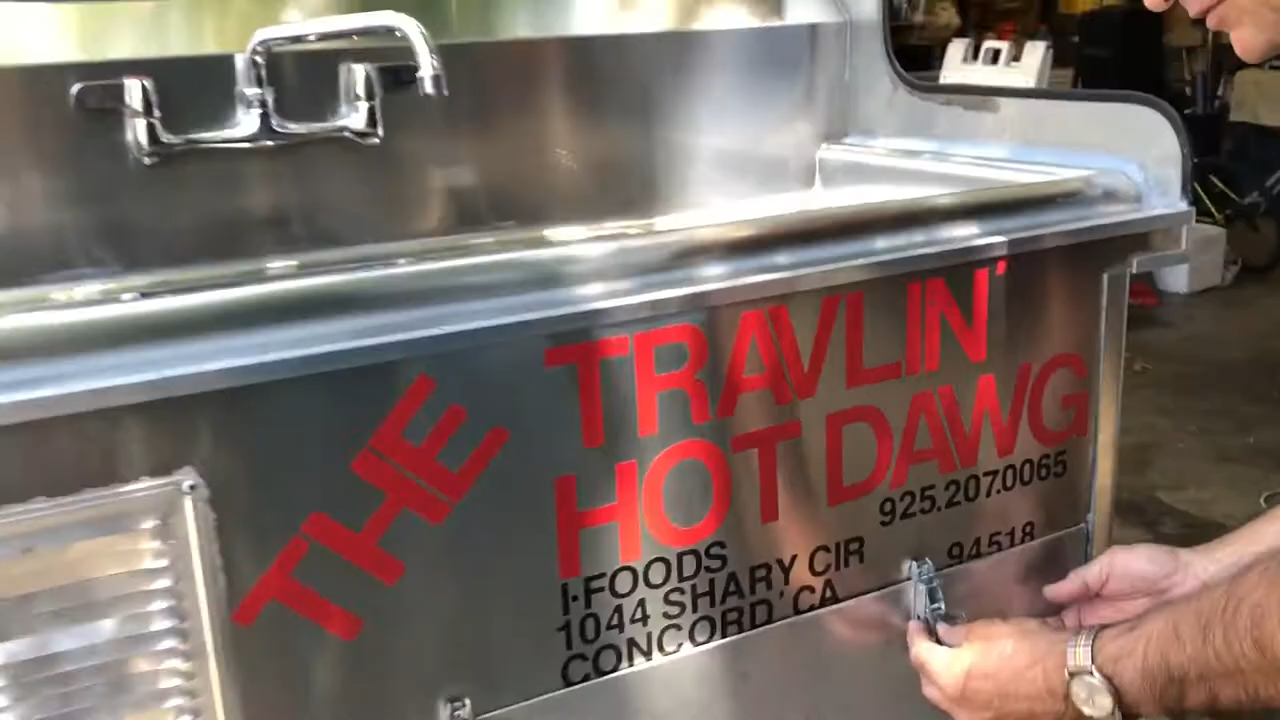 THE
TRAVLIN'
HOT DAWG
925.207.0065
I-FOODS
1044 SHARY CIR
CONCORD, CA 94518